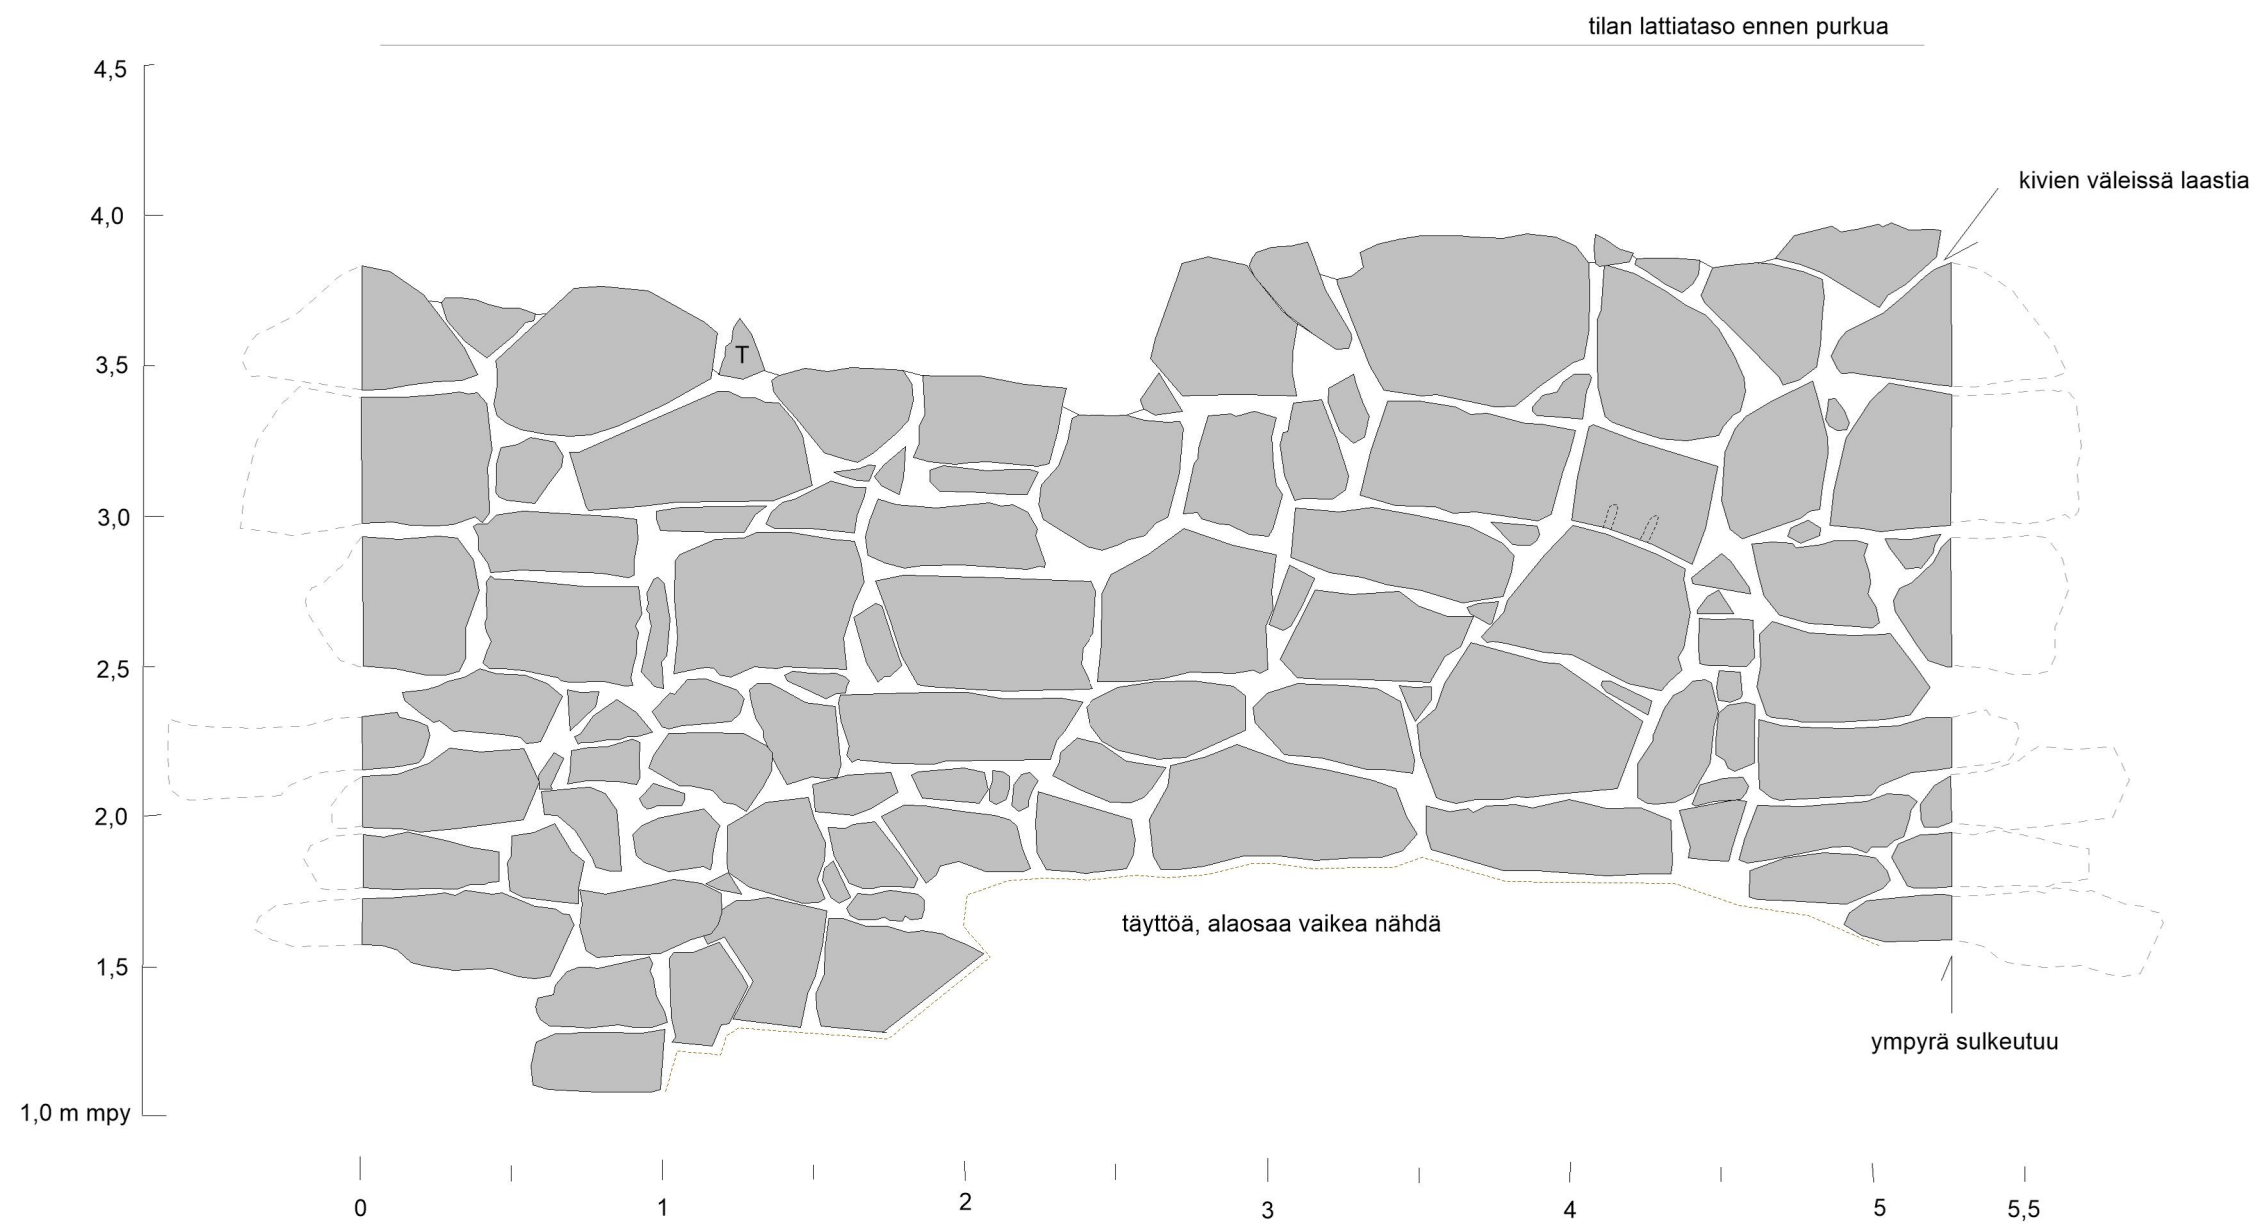 tilan lattiataso ennen purkua
4,5
kivien väleissä laastia
4,0
3,5
T
3,0
2,5
2,0
täyttöä, alaosaa vaikea nähdä
1,5
ympyrä sulkeutuu
1,0 m mpy
0 1 2 3 4 5 5,5